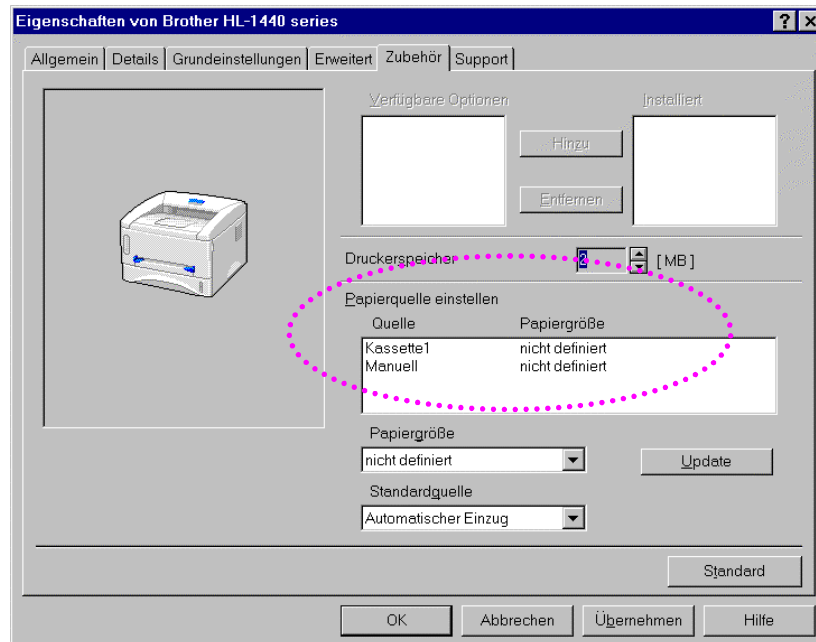 Eigenschaften von Brother HL-1440 series
Allgemein Details Grundeinstellungen Erweitert Zubehör Support
Verfügbare Optionen Installiert
Hinzu
Entfernen
Druckerspeicher 2 [MB]
Papierquelle einstellen
Quelle Papiergröße
Kassette1 nicht definiert
Manuell nicht definiert
Papiergröße
nicht definiert Update
Standardquelle
Automatischer Einzug
Standard
OK Abbrechen Übernehmen Hilfe